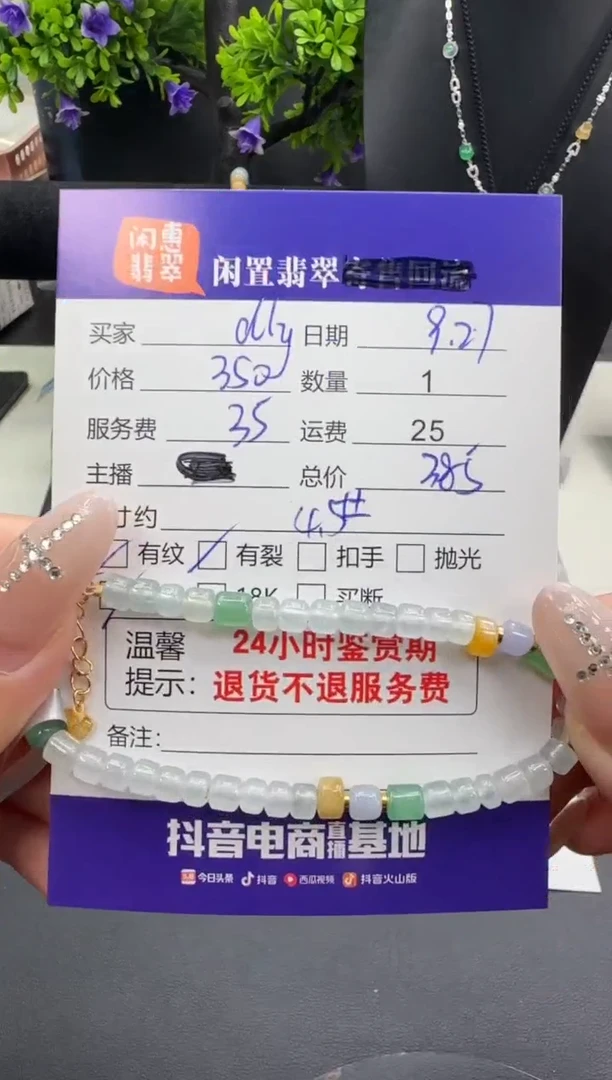 闲惠
翡翠
闲置翡翠
买家 dlly 日期 9.27
价格 350 数量 1
服务费 35 运费 25
主播 总价 385
寸约 4.5#
有纹 有裂 扣手 抛光
18K 买断
温馨 24小时鉴赏期
提示: 退货不退服务费
备注:
抖音电商直播基地
今日头条 抖音 西瓜视频 抖音火山版